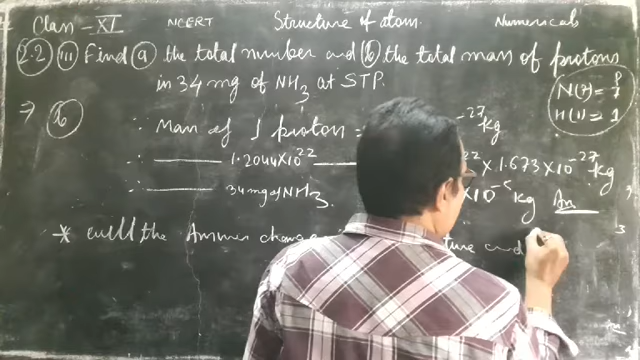 Class - XI NCERT Structure of atom. Numericals
2.2 (iii) Find (a) the total number and (b) the total mass of protons
in 34 mg of NH3 at STP.
P
N(7) = 7
H(1) = 1
⇒ (b)
∴ Mass of 1 proton = -27 kg
∴ ——— 1.2044×10^22 ——— 22 × 1.673 × 10^-27 kg
∴ ——— 34 mg of NH3. ×10^-5 kg Ans
* will the Answer change ture and